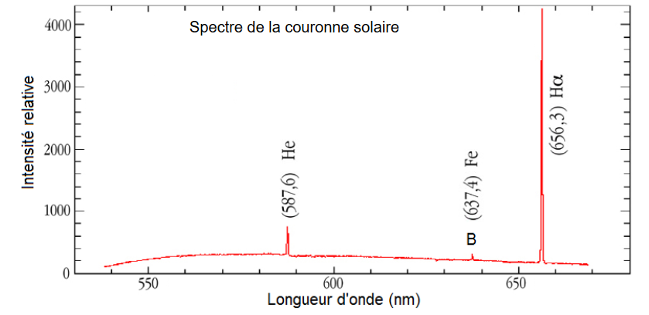 Spectre de la couronne solaire
4000
3000
2000
1000
0
Intensité relative
(587,6) He
(637,4) Fe
B
(656,3) Hα
550
600
650
Longueur d'onde (nm)